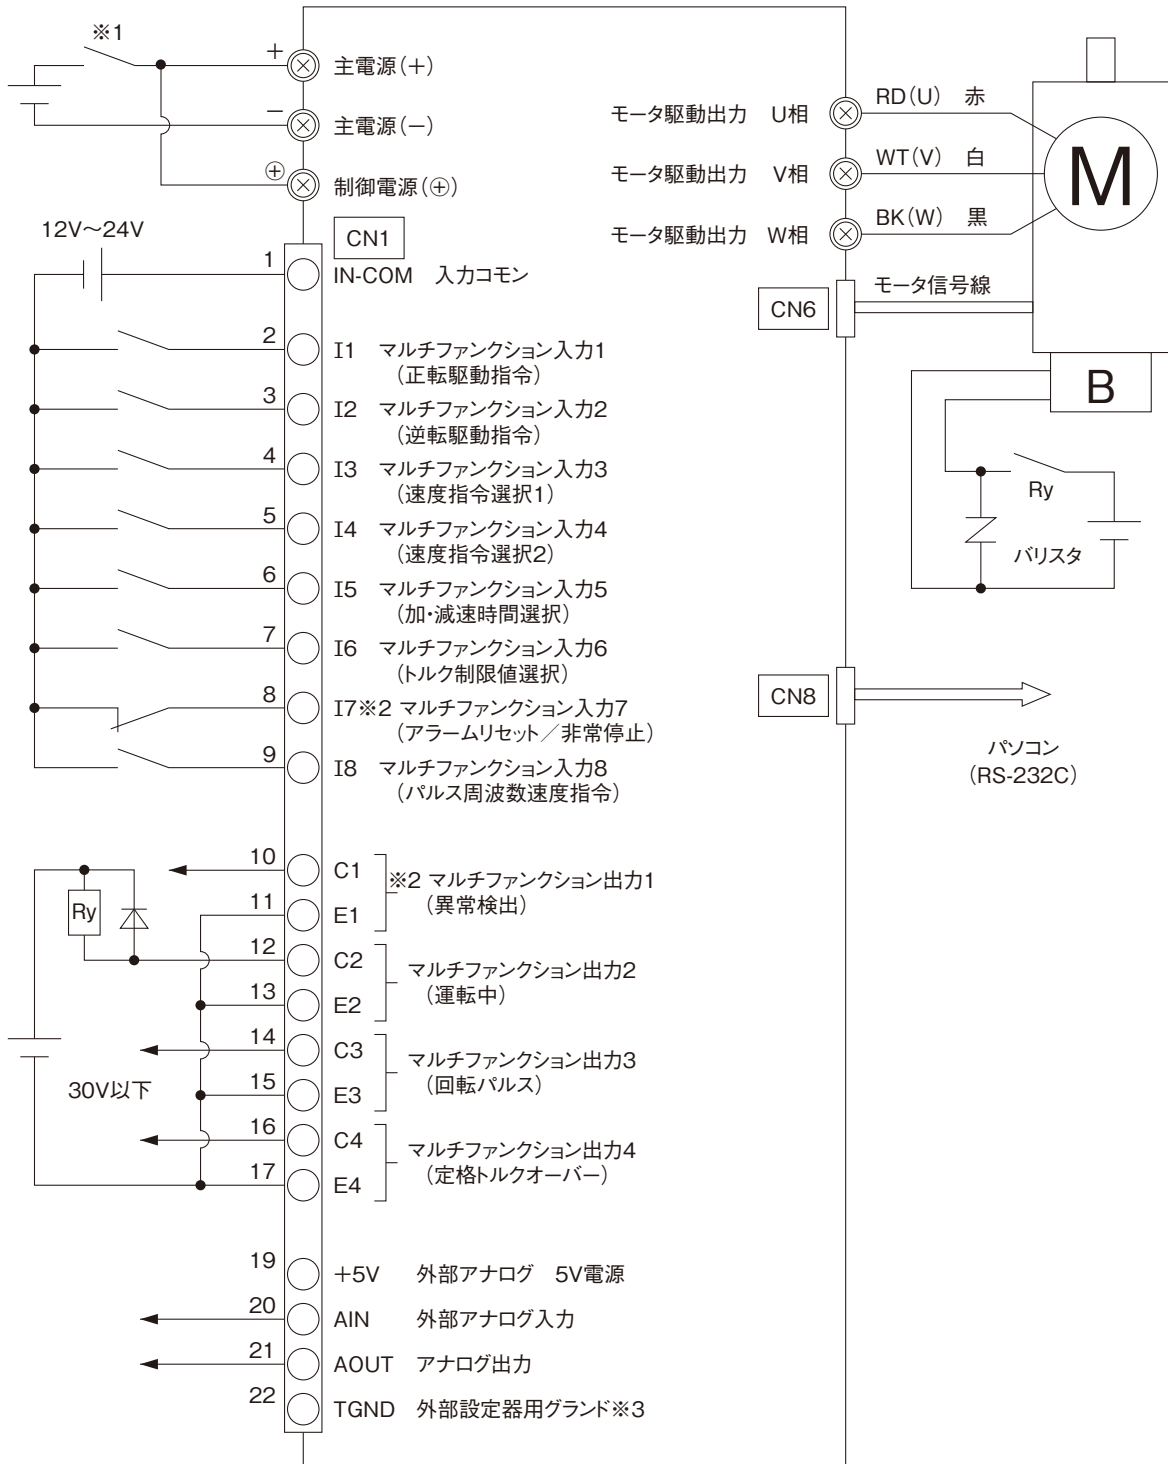 ※1
+
主電源(+)
−
主電源(−)
⊕
制御電源(⊕)
12V～24V
CN1
1
IN-COM 入力コモン
2
I1 マルチファンクション入力1
(正転駆動指令)
3
I2 マルチファンクション入力2
(逆転駆動指令)
4
I3 マルチファンクション入力3
(速度指令選択1)
5
I4 マルチファンクション入力4
(速度指令選択2)
6
I5 マルチファンクション入力5
(加・減速時間選択)
7
I6 マルチファンクション入力6
(トルク制限値選択)
8
I7※2 マルチファンクション入力7
(アラームリセット／非常停止)
9
I8 マルチファンクション入力8
(パルス周波数速度指令)
10
C1
※2 マルチファンクション出力1
(異常検出)
11
E1
Ry
12
C2
マルチファンクション出力2
(運転中)
13
E2
14
C3
マルチファンクション出力3
(回転パルス)
30V以下
15
E3
16
C4
マルチファンクション出力4
(定格トルクオーバー)
17
E4
19
+5V 外部アナログ 5V電源
20
AIN 外部アナログ入力
21
AOUT アナログ出力
22
TGND 外部設定器用グランド※3
モータ駆動出力 U相
RD(U) 赤
モータ駆動出力 V相
WT(V) 白
モータ駆動出力 W相
BK(W) 黒
M
CN6
モータ信号線
B
Ry
バリスタ
CN8
パソコン
(RS-232C)